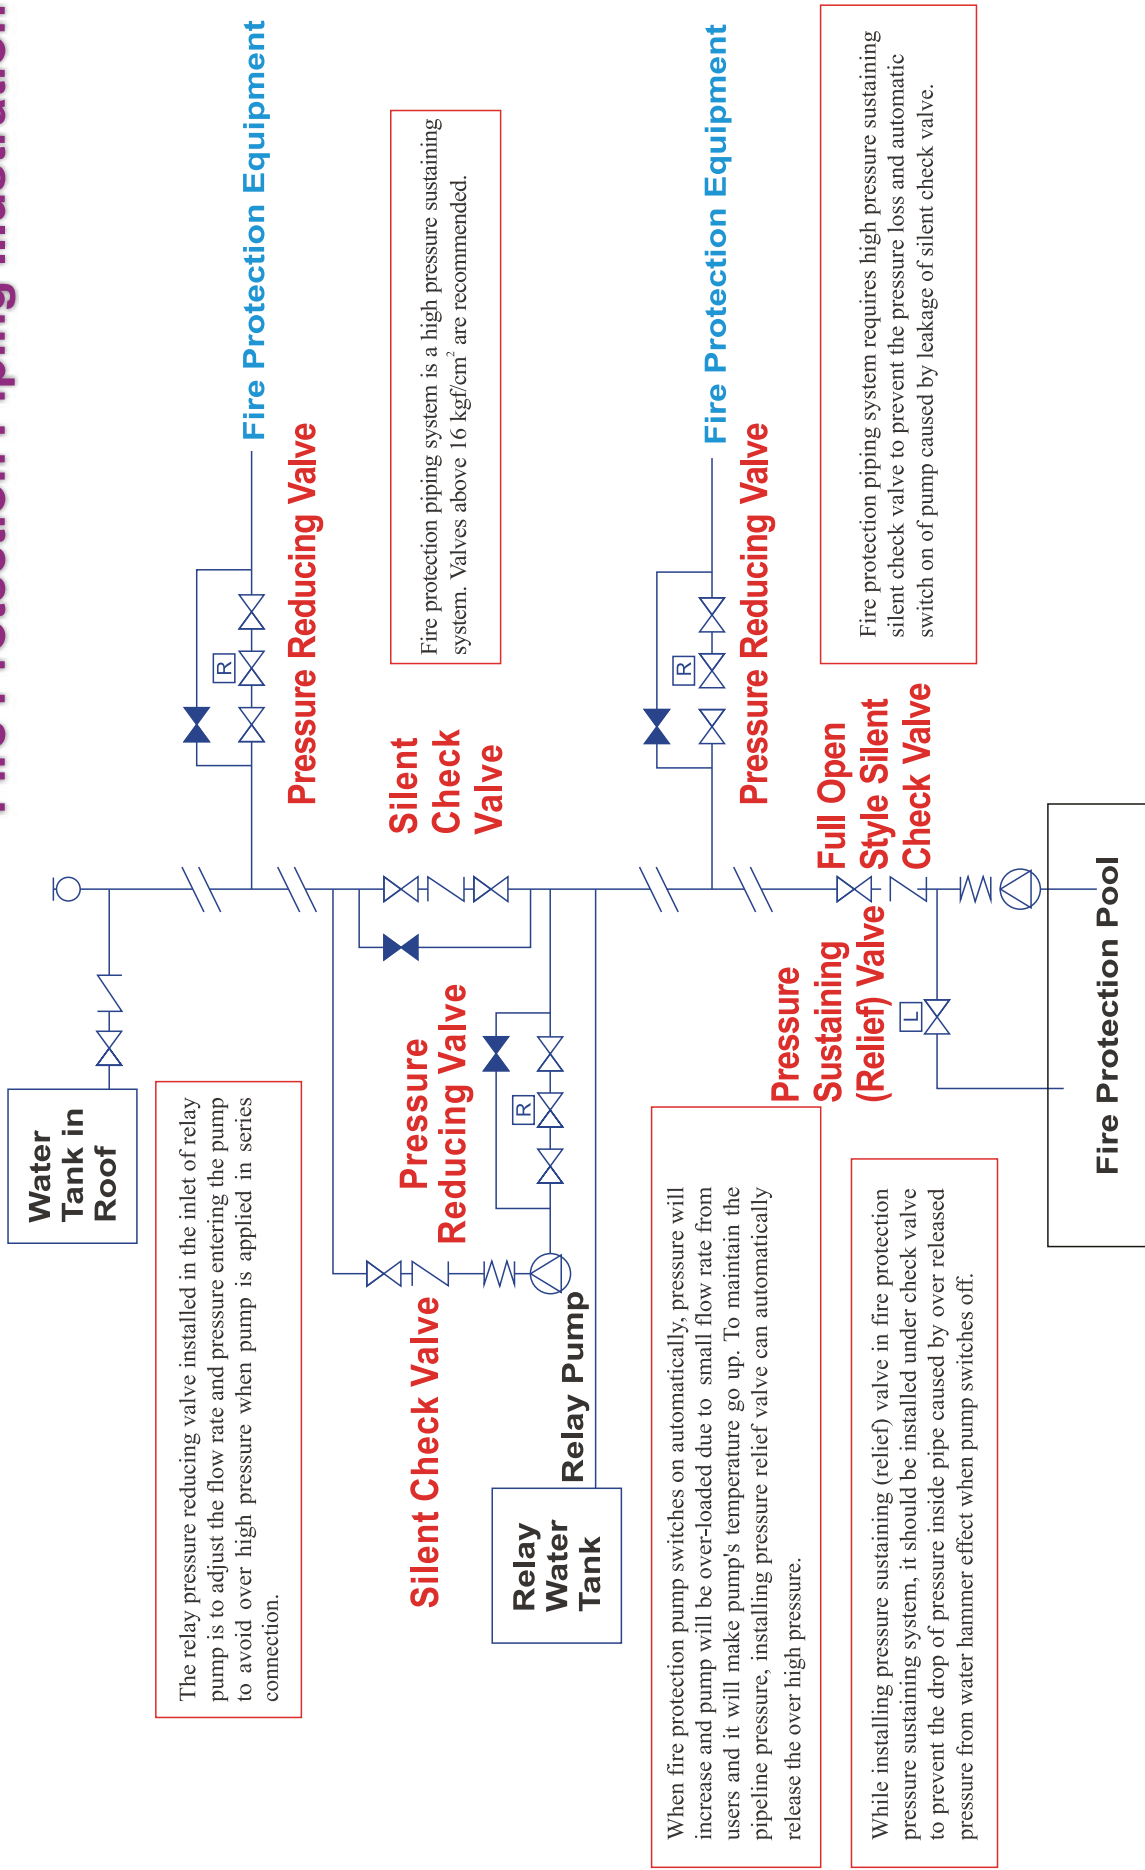 Fire Protection Piping Illustration
Water
Tank in
Roof
The relay pressure reducing valve installed in the inlet of relay
pump is to adjust the flow rate and pressure entering the pump
to avoid over high pressure when pump is applied in series
connection.
R
Fire Protection Equipment
Pressure Reducing Valve
Fire protection piping system is a high pressure sustaining
system. Valves above 16 kgf/cm²  are recommended.
Silent
Check
Valve
Pressure
Reducing Valve
R
Silent Check Valve
Relay Pump
Relay
Water
Tank
R
Fire Protection Equipment
Pressure Reducing Valve
Full Open
Style Silent
Check Valve
Fire protection piping system requires high pressure sustaining
silent check valve to prevent the pressure loss and automatic
switch on of pump caused by leakage of silent check valve.
Pressure
Sustaining
(Relief) Valve
L
When fire protection pump switches on automatically, pressure will
increase and pump will be over-loaded due to small flow rate from
users and it will make pump's temperature go up. To maintain the
pipeline pressure, installing pressure relief valve can automatically
release the over high pressure.
While installing pressure sustaining (relief) valve in fire protection
pressure sustaining system, it should be installed under check valve
to prevent the drop of pressure inside pipe caused by over released
pressure from water hammer effect when pump switches off.
Fire Protection Pool